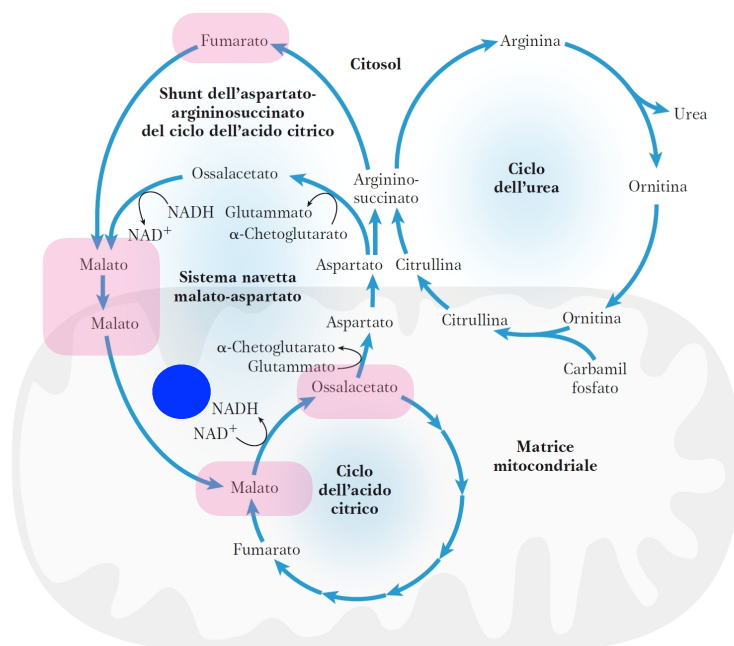 Fumarato
Arginina
Citosol
Shunt dell'aspartato-
argininosuccinato
del ciclo dell'acido citrico
Urea
Ossalacetato
Arginino-
succinato
Ciclo
dell'urea
Ornitina
NADH
Glutammato
NAD+
α-Chetoglutarato
Malato
Sistema navetta
malato-aspartato
Aspartato
Citrullina
Malato
Aspartato
Citrullina
Ornitina
α-Chetoglutarato
Glutammato
Carbamil
fosfato
Ossalacetato
NADH
NAD+
Matrice
mitocondriale
Malato
Ciclo
dell'acido
citrico
Fumarato